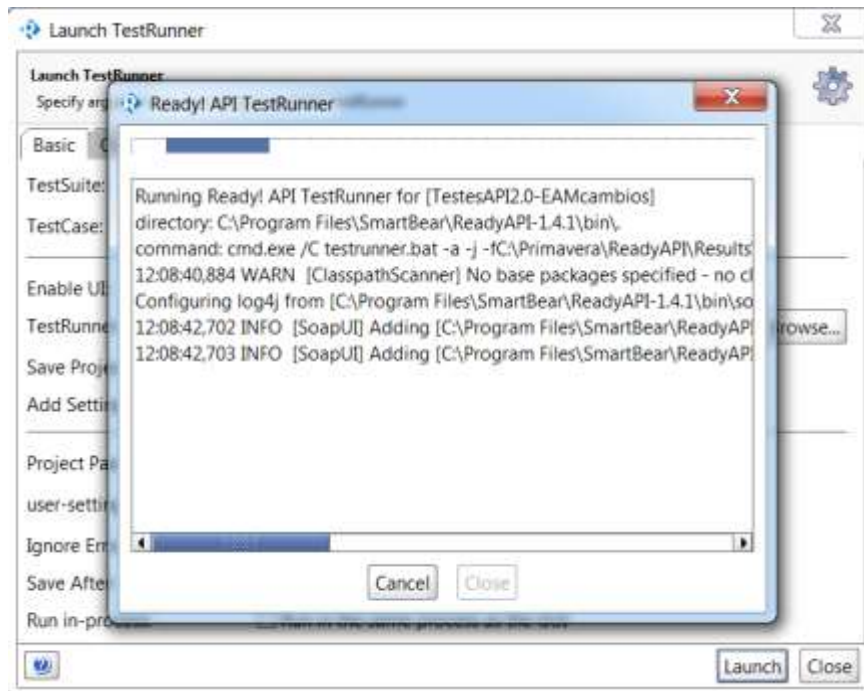 Launch TestRunner
Launch TestRunner
Specify arg
Ready! API TestRunner
Basic
TestSuite:
TestCase:
Enable UI
TestRunne
Save Proje
Add Settin
Project Pa
user-settin
Ignore Err
Save After
Run in-process
Running Ready! API TestRunner for [TestesAPI2.0-EAMcambios]
directory: C:\Program Files\SmartBear\ReadyAPI-1.4.1\bin\.
command: cmd.exe /C testrunner.bat -a -j -fC:\Primavera\ReadyAPI\Results
12:08:40,884 WARN [ClasspathScanner] No base packages specified - no cl
Configuring log4j from [C:\Program Files\SmartBear\ReadyAPI-1.4.1\bin\so
12:08:42,702 INFO [SoapUI] Adding [C:\Program Files\SmartBear\ReadyAPI
12:08:42,703 INFO [SoapUI] Adding [C:\Program Files\SmartBear\ReadyAPI
rowse...
Cancel Close
Launch Close